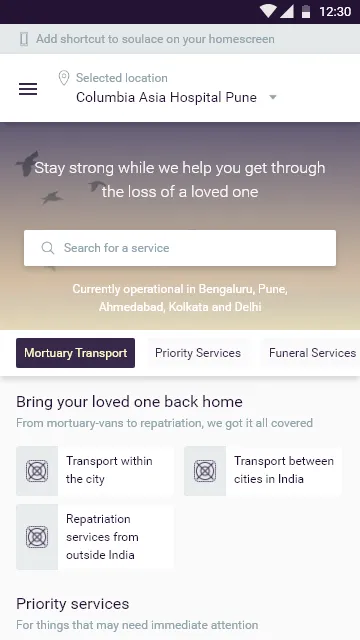 12:30
Add shortcut to soulace on your homescreen
Selected location
Columbia Asia Hospital Pune
Stay strong while we help you get through
the loss of a loved one
Search for a service
Currently operational in Bengaluru, Pune,
Ahmedabad, Kolkata and Delhi
Mortuary Transport Priority Services Funeral Services
Bring your loved one back home
From mortuary-vans to repatriation, we got it all covered
Transport within
the city
Transport between
cities in India
Repatriation
services from
outside India
Priority services
For things that may need immediate attention